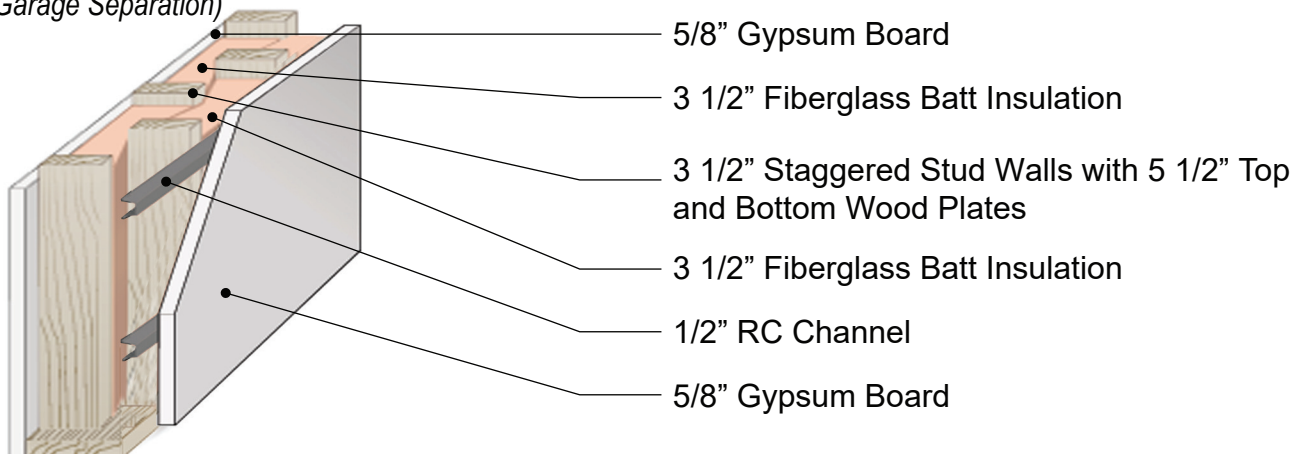 Garage Separation)
5/8” Gypsum Board
3 1/2” Fiberglass Batt Insulation
3 1/2” Staggered Stud Walls with 5 1/2” Top
and Bottom Wood Plates
3 1/2” Fiberglass Batt Insulation
1/2” RC Channel
5/8” Gypsum Board